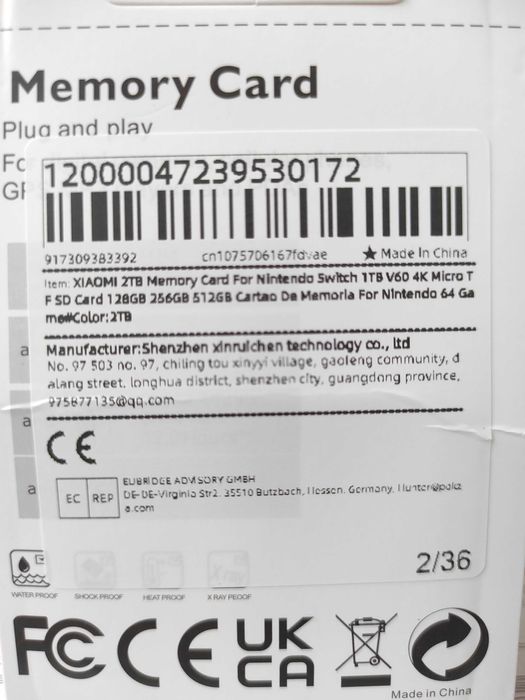 Memory Card
Plug and play
Fo
GP
12000047239530172
917309383392 cn1075706167fdvae ★ Made In China
Item: XIAOMI 2TB Memory Card For Nintendo Switch 1TB V60 4K Micro T
F SD Card 128GB 256GB 512GB Cartao De Memoria For Nintendo 64 Ga
me#Color:2TB
Manufacturer:Shenzhen xinruichen technology co., ltd
No. 97 503 no. 97, chiling tou xinyyi village, gaofeng community, d
alang street, longhua district, shenzhen city, guangdong province,
975877135@qq.com
a
a
a
CE
EC REP
EUBRIDGE ADVISORY GMBH
DE-DE-Virginia Str2. 35510 Butzbach, Hessen. Germany,
a.com
2/36
WATER PROOF SHOCK PROOF HEAT PROOF X RAY PEOOF
X ray
FC CE UK
CA
Made in China